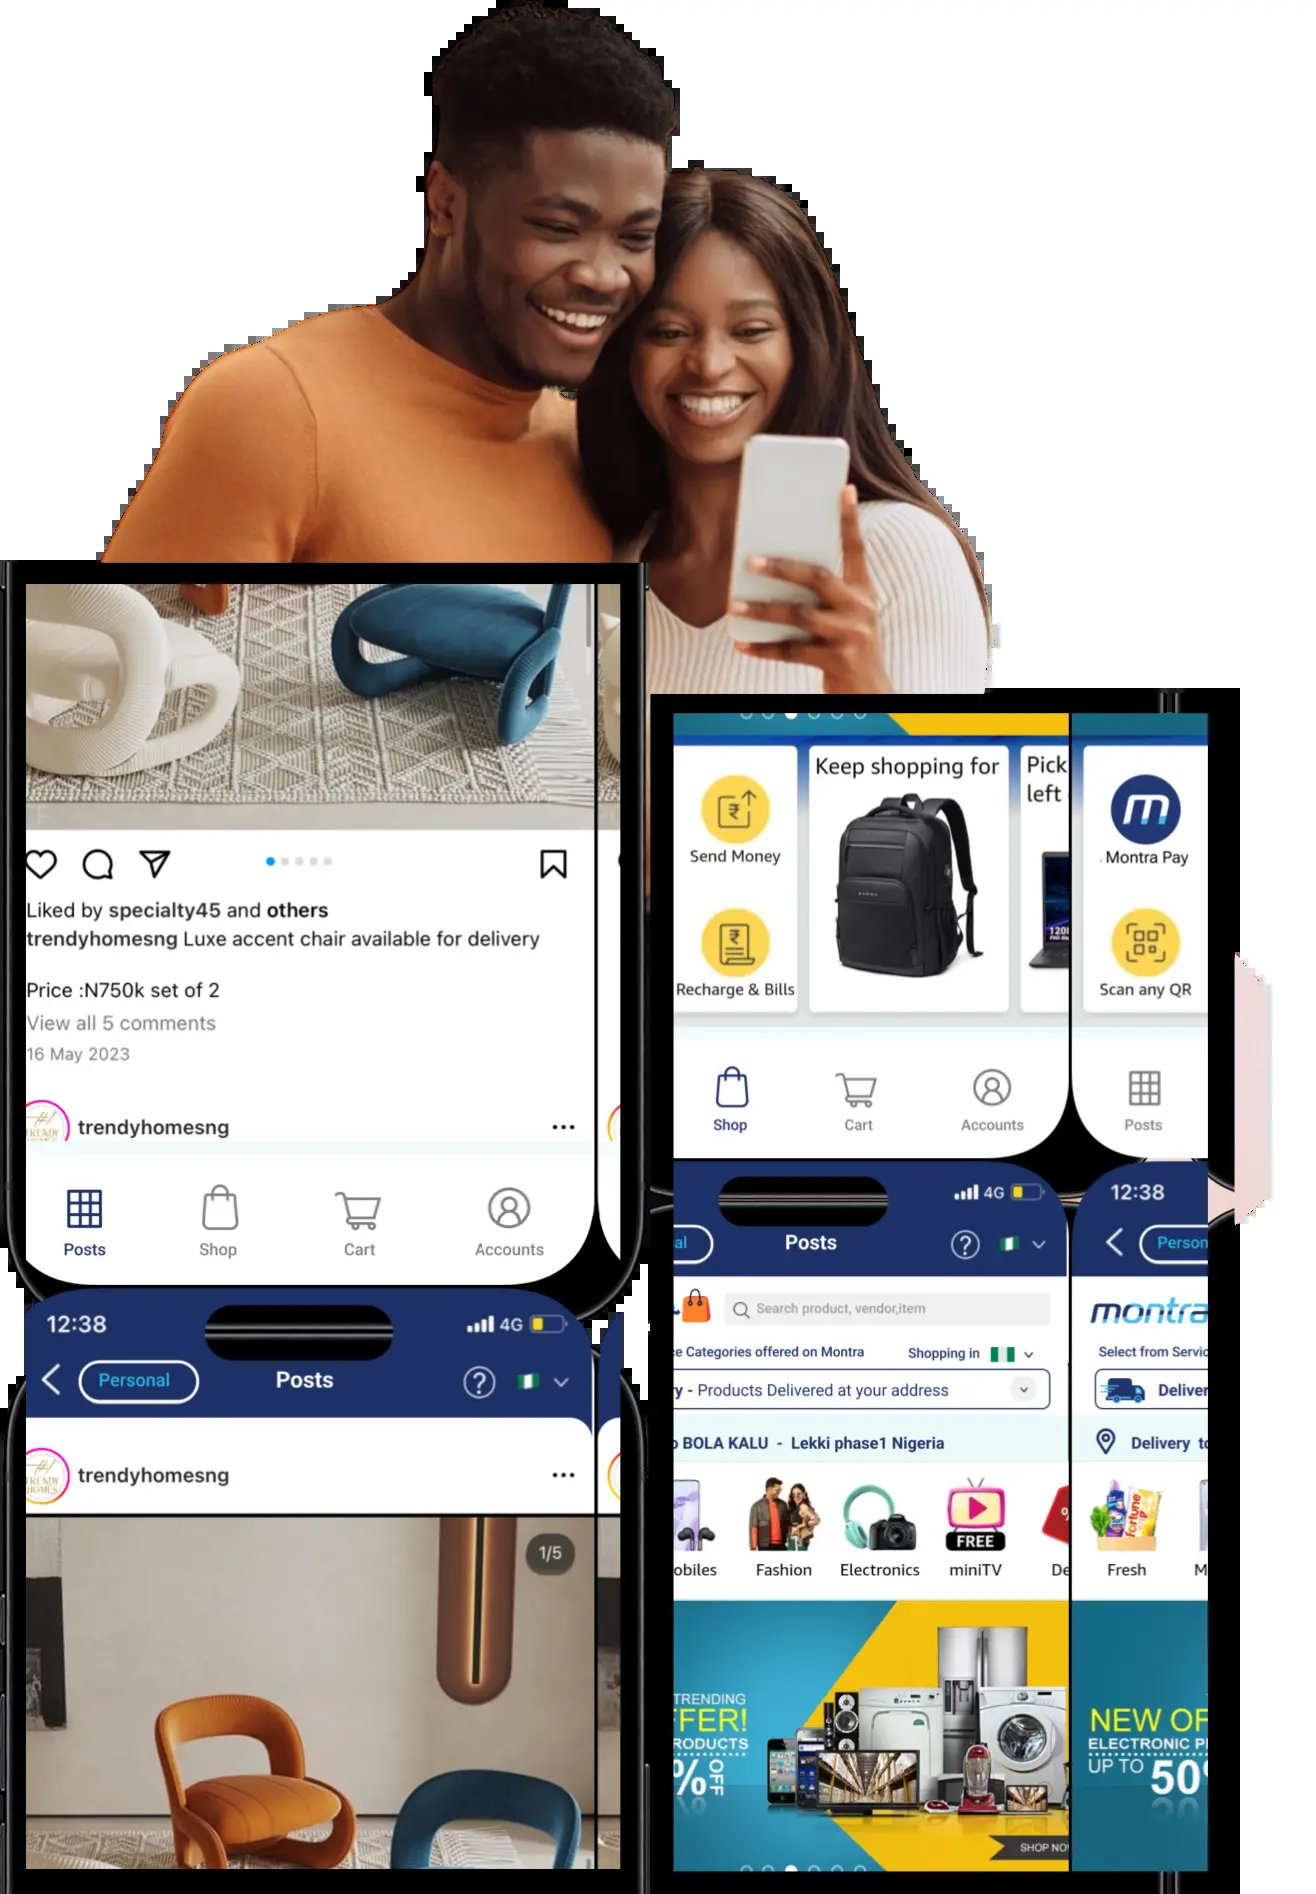 Liked by specialty45 and others
trendyhomesng Luxe accent chair available for delivery
Price :N750k set of 2
View all 5 comments
16 May 2023
TRENDY
trendyhomesng
Posts
Shop
Cart
Accounts
12:38
4G
Personal
Posts
?
TRENDY
HOMES
trendyhomesng
1/5
Send Money
Recharge & Bills
Keep shopping for
Pick
left
Montra Pay
Scan any QR
Shop
Cart
Accounts
Posts
4G
12:38
al
Posts
?
Person
Search product, vendor,item
montra
ce Categories offered on Montra
Shopping in
Select from Servic
y - Products Delivered at your address
Deliver
o BOLA KALU - Lekki phase1 Nigeria
Delivery to
FREE
Fortune
obiles
Fashion
Electronics
miniTV
De
Fresh
M
TRENDING
FFER!
RODUCTS
% OFF
SHOP NO
NEW OF
ELECTRONIC P
UP TO 50